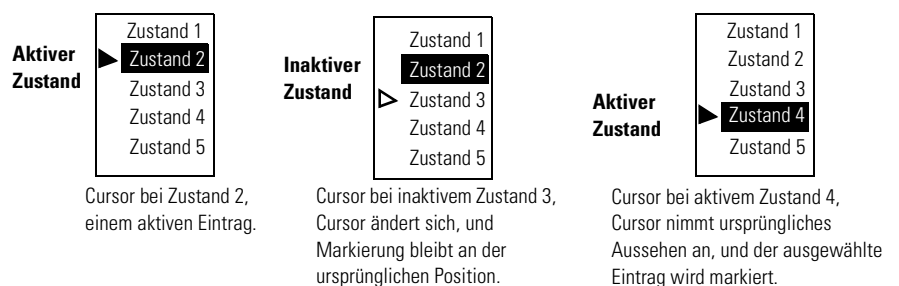 Aktiver
Zustand
Zustand 1
Zustand 2
Zustand 3
Zustand 4
Zustand 5
Cursor bei Zustand 2,
einem aktiven Eintrag.
Inaktiver
Zustand
Zustand 1
Zustand 2
Zustand 3
Zustand 4
Zustand 5
Cursor bei inaktivem Zustand 3,
Cursor ändert sich, und
Markierung bleibt an der
ursprünglichen Position.
Aktiver
Zustand
Zustand 1
Zustand 2
Zustand 3
Zustand 4
Zustand 5
Cursor bei aktivem Zustand 4,
Cursor nimmt ursprüngliches
Aussehen an, und der ausgewählte
Eintrag wird markiert.